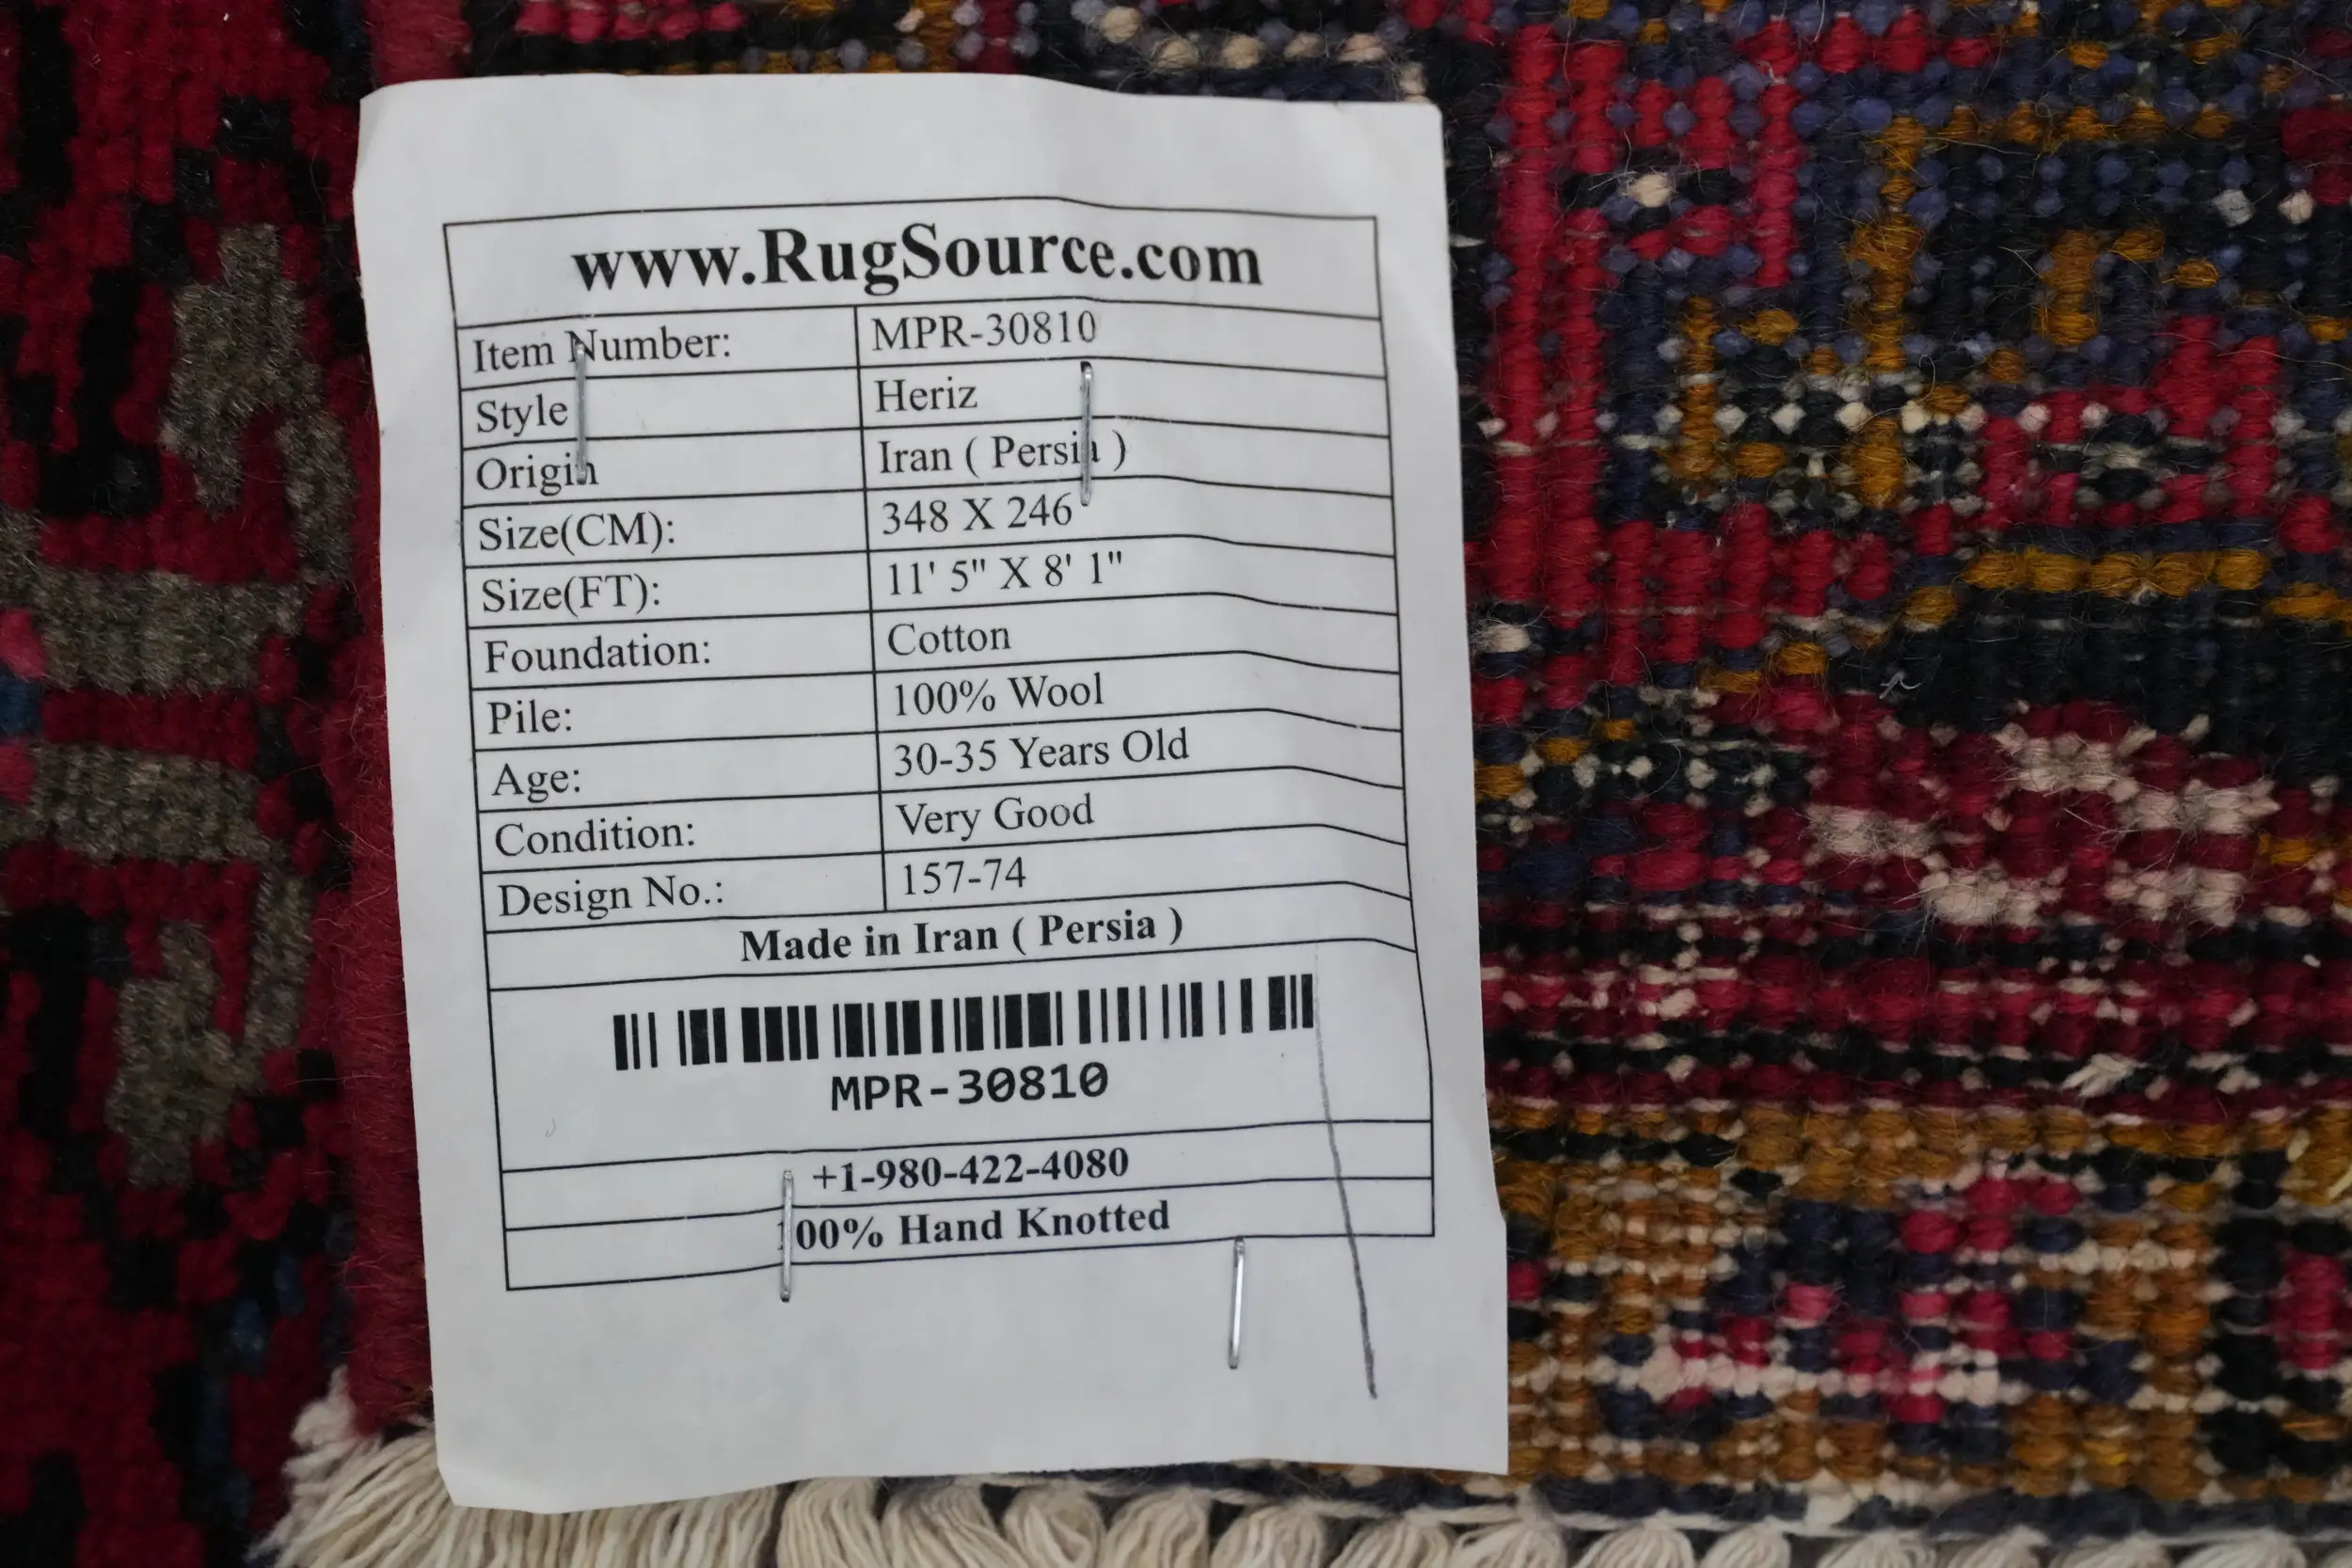 www.RugSource.com
Item Number: MPR-30810
Style Heriz
Origin Iran ( Persia )
Size(CM): 348 X 246
Size(FT): 11' 5" X 8' 1"
Foundation: Cotton
Pile: 100% Wool
Age: 30-35 Years Old
Condition: Very Good
Design No.: 157-74
Made in Iran ( Persia )
MPR-30810
+1-980-422-4080
100% Hand Knotted